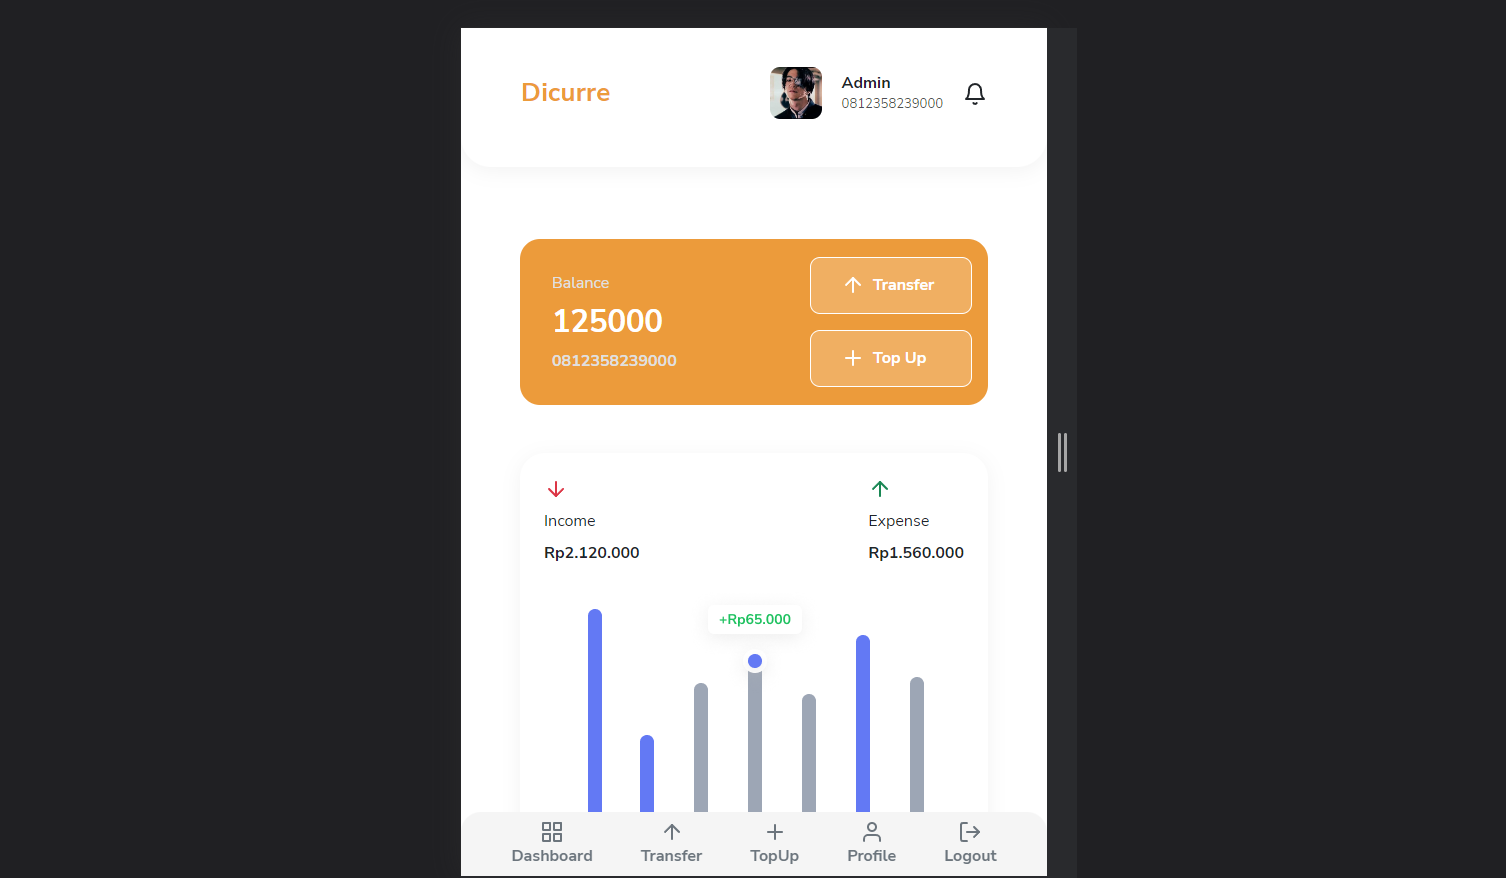 Dicurre
Admin
0812358239000
Balance
125000
0812358239000
Transfer
Top Up
Income
Rp2.120.000
Expense
Rp1.560.000
+Rp65.000
Dashboard
Transfer
TopUp
Profile
Logout